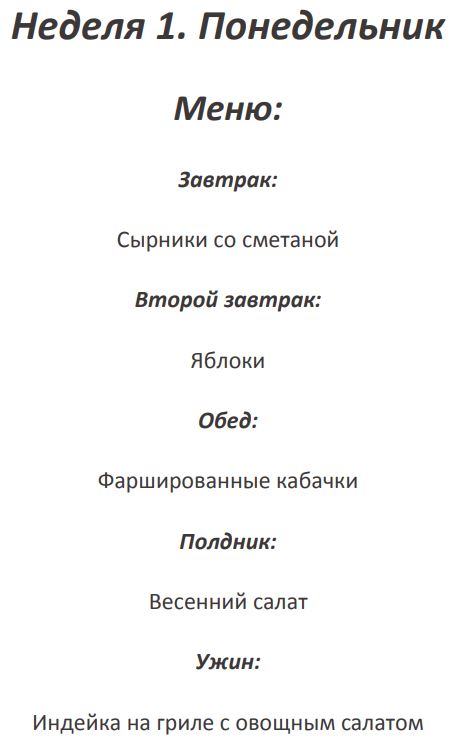 Неделя 1. Понедельник
Меню:
Завтрак:
Сырники со сметаной
Второй завтрак:
Яблоки
Обед:
Фаршированные кабачки
Полдник:
Весенний салат
Ужин:
Индейка на гриле с овощным салатом